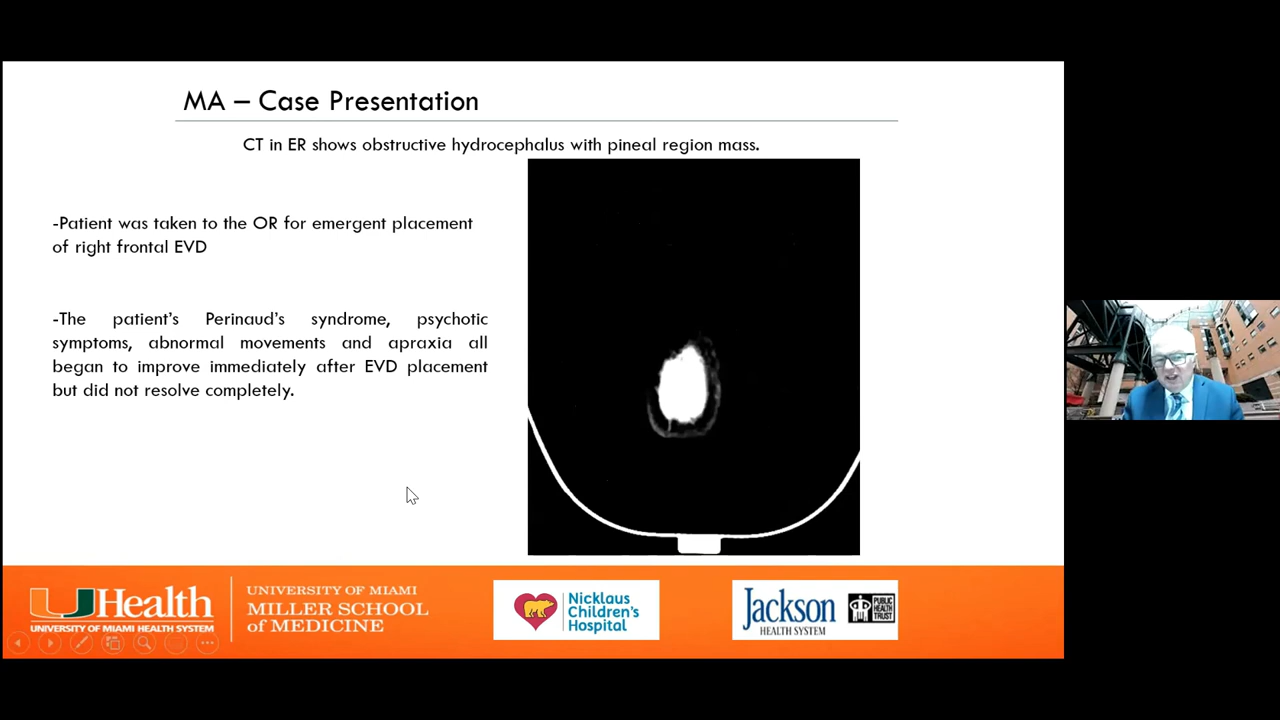 MA – Case Presentation
CT in ER shows obstructive hydrocephalus with pineal region mass.
-Patient was taken to the OR for emergent placement
of right frontal EVD
-The patient's Perinaud's syndrome, psychotic
symptoms, abnormal movements and apraxia all
began to improve immediately after EVD placement
but did not resolve completely.
UHealth
UNIVERSITY OF MIAMI HEALTH SYSTEM
UNIVERSITY OF MIAMI
MILLER SCHOOL
of MEDICINE
Nicklaus
Children's
Hospital
Jackson
HEALTH SYSTEM
PUBLIC
HEALTH
TRUST